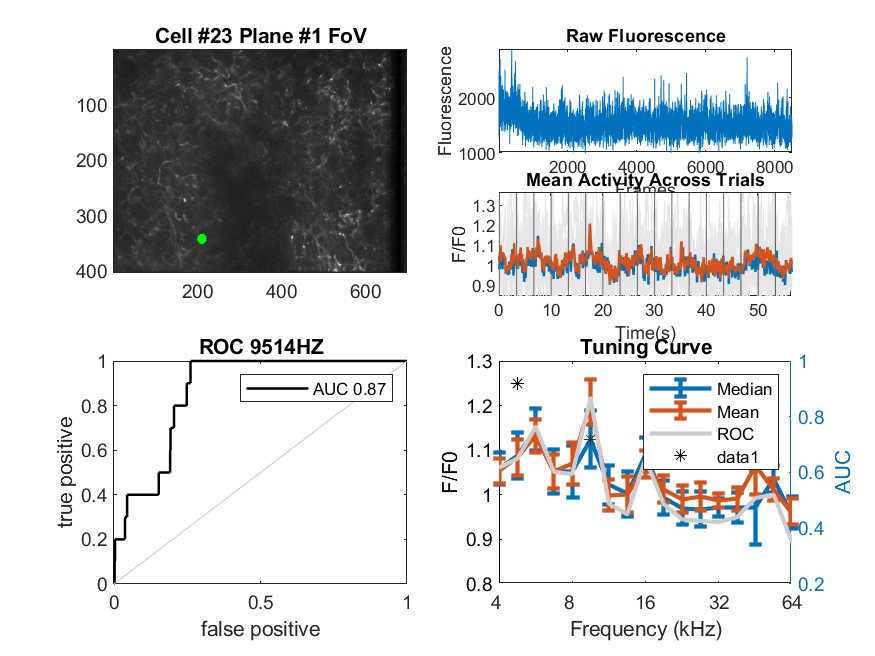 Cell #23 Plane #1 FoV
100
200
300
400
200
400
600
Raw Fluorescence
Fluorescence
2000
1000
2000
4000
6000
8000
Frames
Mean Activity Across Trials
F/F0
1.3
1.2
1.1
1
0.9
0
10
20
30
40
50
Time(s)
ROC 9514HZ
true positive
1
0.8
0.6
0.4
0.2
0
AUC 0.87
0
0.5
1
false positive
Tuning Curve
F/F0
1.3
1.2
1.1
1
0.9
0.8
Median
Mean
ROC
data1
1
0.8
0.6
0.4
0.2
AUC
4
8
16
32
64
Frequency (kHz)